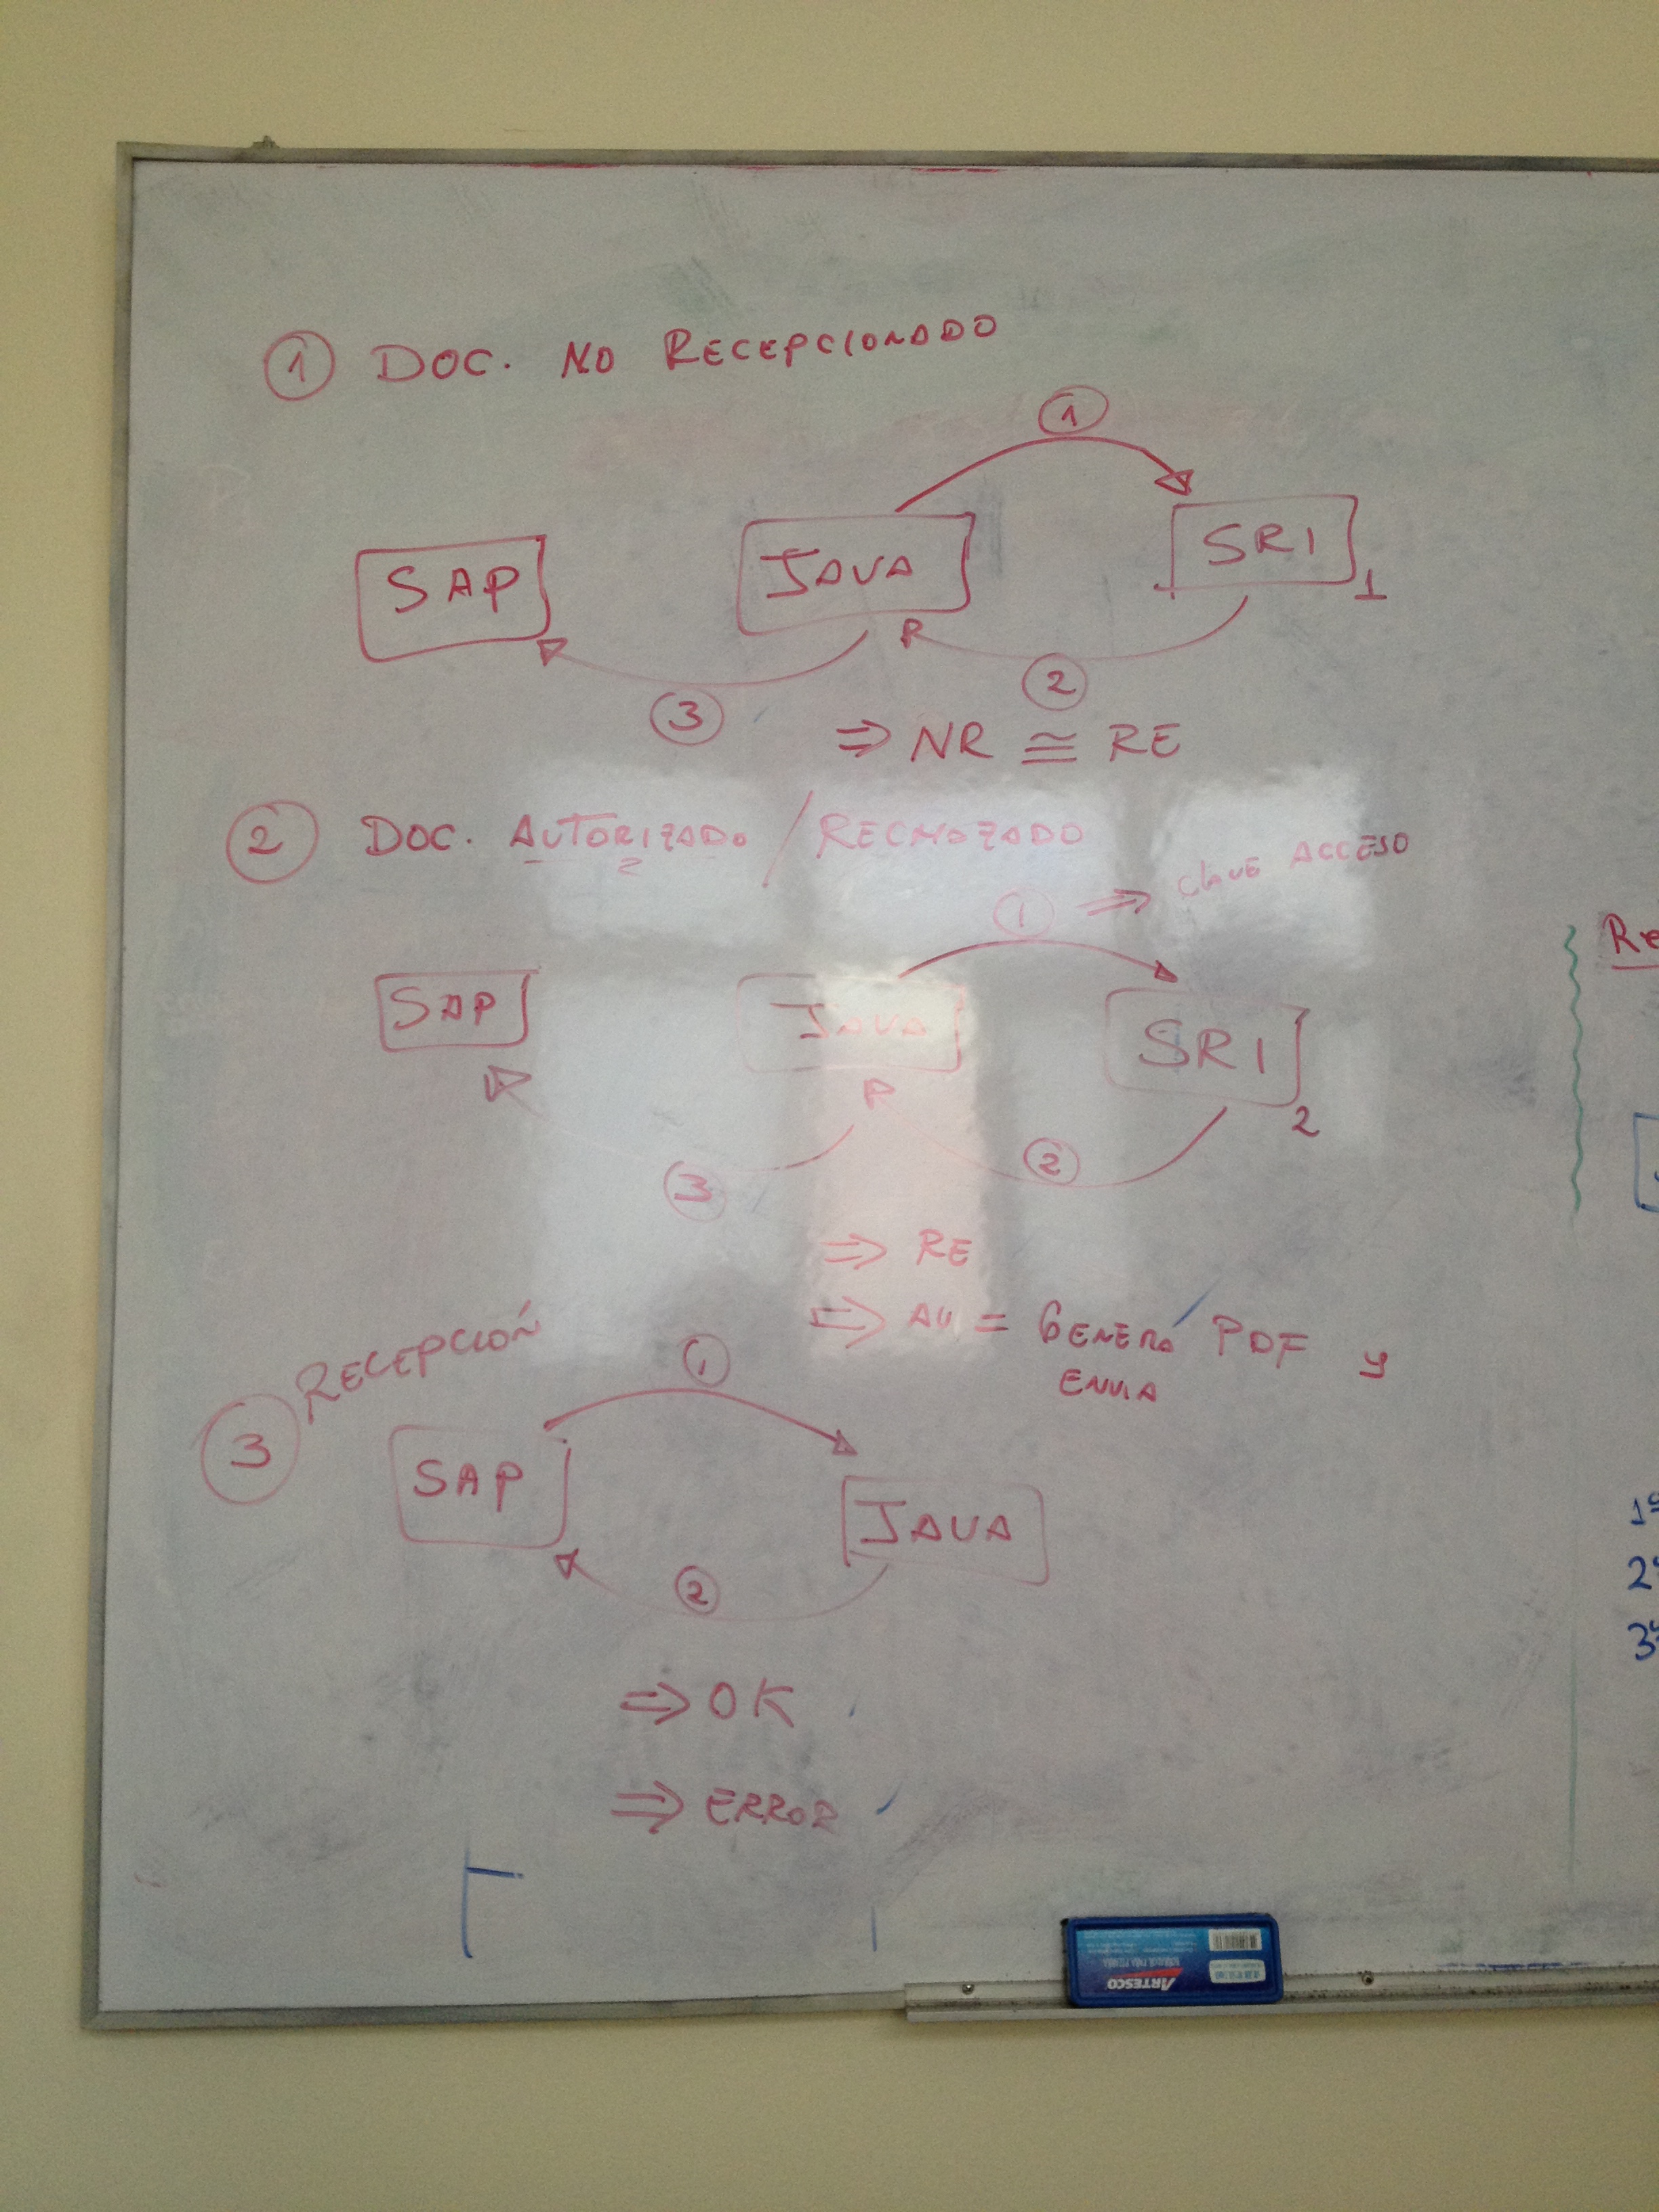 ① DOC. NO RECEPCIONADO
①
SAP JAVA SRI 1
②
③
⇒ NR ≅ RE
② DOC. AUTORIZADO / RECHAZADO
① ⇒ CLAVE ACCESO
SAP JAVA SRI 2
②
③
⇒ RE
⇒ AU = GENERA PDF y
ENVIA
③ RECEPCIÓN
①
SAP JAVA
②
⇒ OK
⇒ ERROR
Re
1º
2º
3º
ARTESCO